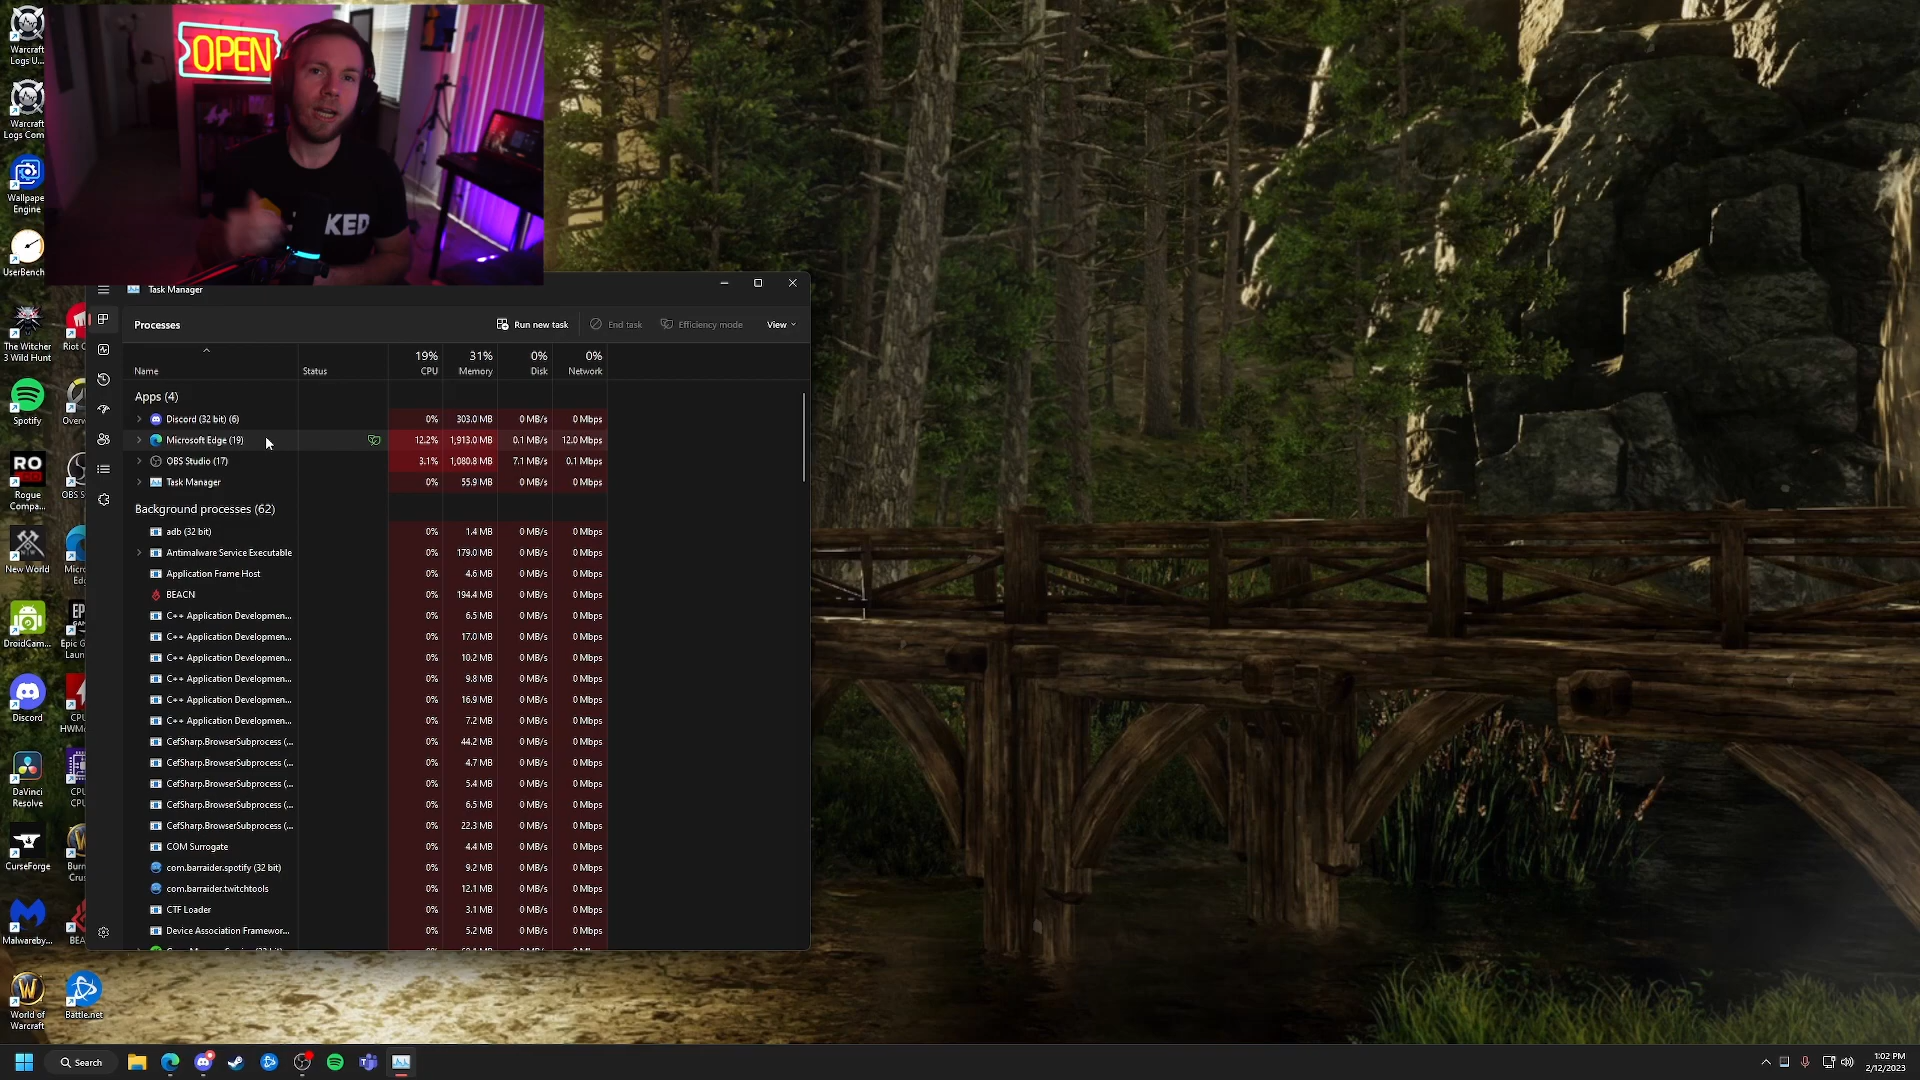 Warcraft
Logs U...
Warcraft
Logs Com
Wallpape
Engine
UserBench
The Witcher
3 Wild Hunt
Riot C
Spotify
Overw
Rogue
Compa...
OBS S
New World
Micro
Edg
DroidCam...
Epic G
Laun
Discord
CPU
HWMo
DaVinci
Resolve
CPU
CPU
CurseForge
Burn
Crus
Malwareby...
BEA
World of
Warcraft
Battle.net
OPEN
KED
Task Manager
Processes
Run new task
End task
Efficiency mode
View
Name
Status
19%
CPU
31%
Memory
0%
Disk
0%
Network
Apps (4)
Discord (32 bit) (6) 0% 303.0 MB 0 MB/s 0 Mbps
Microsoft Edge (19) 12.2% 1,913.0 MB 0.1 MB/s 12.0 Mbps
OBS Studio (17) 3.1% 1,080.8 MB 7.1 MB/s 0.1 Mbps
Task Manager 0% 55.9 MB 0 MB/s 0 Mbps
Background processes (62)
adb (32 bit) 0% 1.4 MB 0 MB/s 0 Mbps
Antimalware Service Executable 0% 179.0 MB 0 MB/s 0 Mbps
Application Frame Host 0% 4.6 MB 0 MB/s 0 Mbps
BEACN 0% 194.4 MB 0 MB/s 0 Mbps
C++ Application Developmen... 0% 6.5 MB 0 MB/s 0 Mbps
C++ Application Developmen... 0% 17.0 MB 0 MB/s 0 Mbps
C++ Application Developmen... 0% 10.2 MB 0 MB/s 0 Mbps
C++ Application Developmen... 0% 9.8 MB 0 MB/s 0 Mbps
C++ Application Developmen... 0% 16.9 MB 0 MB/s 0 Mbps
C++ Application Developmen... 0% 7.2 MB 0 MB/s 0 Mbps
CefSharp.BrowserSubprocess (... 0% 44.2 MB 0 MB/s 0 Mbps
CefSharp.BrowserSubprocess (... 0% 4.7 MB 0 MB/s 0 Mbps
CefSharp.BrowserSubprocess (... 0% 5.4 MB 0 MB/s 0 Mbps
CefSharp.BrowserSubprocess (... 0% 6.5 MB 0 MB/s 0 Mbps
CefSharp.BrowserSubprocess (... 0% 22.3 MB 0 MB/s 0 Mbps
COM Surrogate 0% 4.4 MB 0 MB/s 0 Mbps
com.barraider.spotify (32 bit) 0% 9.2 MB 0 MB/s 0 Mbps
com.barraider.twitchtools 0% 12.1 MB 0 MB/s 0 Mbps
CTF Loader 0% 3.1 MB 0 MB/s 0 Mbps
Device Association Framewor... 0% 5.2 MB 0 MB/s 0 Mbps
Search
1:02 PM
2/12/2023